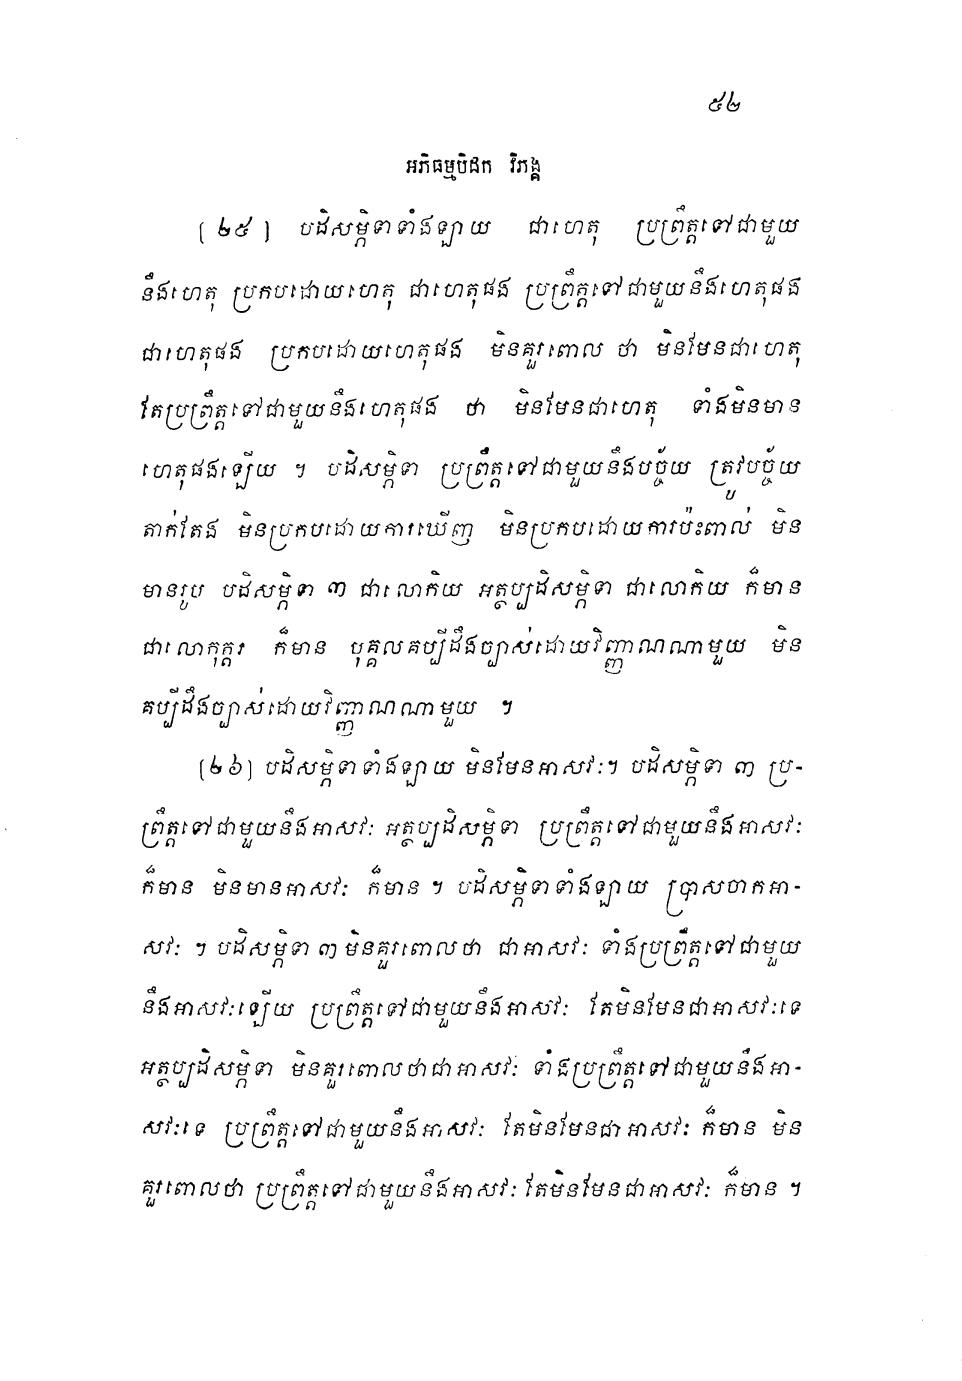 ៥២
អភិធម្មបិដក វិភង្គ
[ ២៥ ] បដិសម្ភិទាទាំងឡាយ ជាហេតុ ប្រព្រឹត្តទៅជាមួយ
នឹងហេតុ ប្រកបដោយហេតុ ជាហេតុផង ប្រព្រឹត្តទៅជាមួយនឹងហេតុផង
ជាហេតុផង ប្រកបដោយហេតុផង មិនគួរពោល ថា មិនមែនជាហេតុ
តែប្រព្រឹត្តទៅជាមួយនឹងហេតុផង ថា មិនមែនជាហេតុ ទាំងមិនមាន
ហេតុផងឡើយ ។ បដិសម្ភិទា ប្រព្រឹត្តទៅជាមួយនឹងបច្ច័យ ត្រូវបច្ច័យ
តាក់តែង មិនប្រកបដោយការឃើញ មិនប្រកបដោយការប៉ះពាល់ មិន
មានរូប បដិសម្ភិទា ៣ ជាលោកិយ អត្ថប្បដិសម្ភិទា ជាលោកិយ ក៏មាន
ជាលោកុត្តរ ក៏មាន បុគ្គលគប្បីដឹងច្បាស់ដោយវិញ្ញាណណាមួយ មិន
គប្បីដឹងច្បាស់ដោយវិញ្ញាណណាមួយ ។
[២៦] បដិសម្ភិទាទាំងឡាយ មិនមែនអាសវៈ។ បដិសម្ភិទា ៣ ប្រ-
ព្រឹត្តទៅជាមួយនឹងអាសវៈ អត្ថប្បដិសម្ភិទា ប្រព្រឹត្តទៅជាមួយនឹងអាសវៈ
ក៏មាន មិនមានអាសវៈ ក៏មាន ។ បដិសម្ភិទាទាំងឡាយ ប្រាសចាកអា-
សវៈ ។ បដិសម្ភិទា ៣ មិនគួរពោលថា ជាអាសវៈ ទាំងប្រព្រឹត្តទៅជាមួយ
នឹងអាសវៈឡើយ ប្រព្រឹត្តទៅជាមួយនឹងអាសវៈ តែមិនមែនជាអាសវៈទេ
អត្ថប្បដិសម្ភិទា មិនគួរពោលថាជាអាសវៈ ទាំងប្រព្រឹត្តទៅជាមួយនឹងអា-
សវៈទេ ប្រព្រឹត្តទៅជាមួយនឹងអាសវៈ តែមិនមែនជាអាសវៈ ក៏មាន មិន
គួរពោលថា ប្រព្រឹត្តទៅជាមួយនឹងអាសវៈ តែមិនមែនជាអាសវៈ ក៏មាន ។